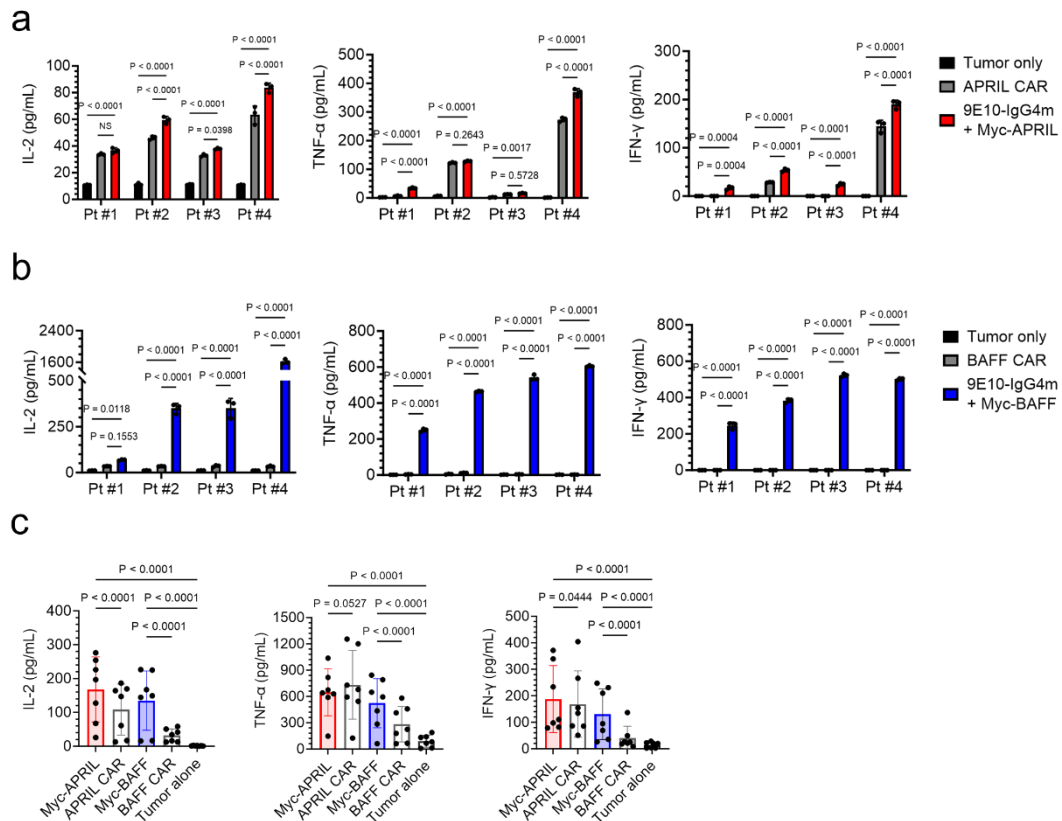 a
IL-2 (pg/mL)
100
80
60
40
20
0
P < 0.0001
NS
P < 0.0001
P < 0.0001
P < 0.0001
P = 0.0398
P < 0.0001
P < 0.0001
Pt #1 Pt #2 Pt #3 Pt #4
TNF-α (pg/mL)
500
400
300
200
100
0
P < 0.0001
P < 0.0001
P < 0.0001
P = 0.2643
P = 0.0017
P = 0.5728
P < 0.0001
P < 0.0001
Pt #1 Pt #2 Pt #3 Pt #4
IFN-γ (pg/mL)
300
200
100
0
P = 0.0004
P = 0.0004
P < 0.0001
P < 0.0001
P < 0.0001
P < 0.0001
P < 0.0001
P < 0.0001
Pt #1 Pt #2 Pt #3 Pt #4
Tumor only
APRIL CAR
9E10-IgG4m
+ Myc-APRIL
b
IL-2 (pg/mL)
2400
1600
500
250
0
P = 0.0118
P = 0.1553
P < 0.0001
P < 0.0001
P < 0.0001
P < 0.0001
P < 0.0001
P < 0.0001
Pt #1 Pt #2 Pt #3 Pt #4
TNF-α (pg/mL)
800
600
400
200
0
P < 0.0001
P < 0.0001
P < 0.0001
P < 0.0001
P < 0.0001
P < 0.0001
P < 0.0001
P < 0.0001
Pt #1 Pt #2 Pt #3 Pt #4
IFN-γ (pg/mL)
800
600
400
200
0
P < 0.0001
P < 0.0001
P < 0.0001
P < 0.0001
P < 0.0001
P < 0.0001
P < 0.0001
P < 0.0001
Pt #1 Pt #2 Pt #3 Pt #4
Tumor only
BAFF CAR
9E10-IgG4m
+ Myc-BAFF
c
IL-2 (pg/mL)
400
300
200
100
0
P < 0.0001
P < 0.0001 P < 0.0001
P < 0.0001
Myc-APRIL
APRIL CAR
Myc-BAFF
BAFF CAR
Tumor alone
TNF-α (pg/mL)
1500
1200
900
600
300
0
P < 0.0001
P = 0.0527 P < 0.0001
P < 0.0001
Myc-APRIL
APRIL CAR
Myc-BAFF
BAFF CAR
Tumor alone
IFN-γ (pg/mL)
500
400
300
200
100
0
P < 0.0001
P = 0.0444 P < 0.0001
P < 0.0001
Myc-APRIL
APRIL CAR
Myc-BAFF
BAFF CAR
Tumor alone